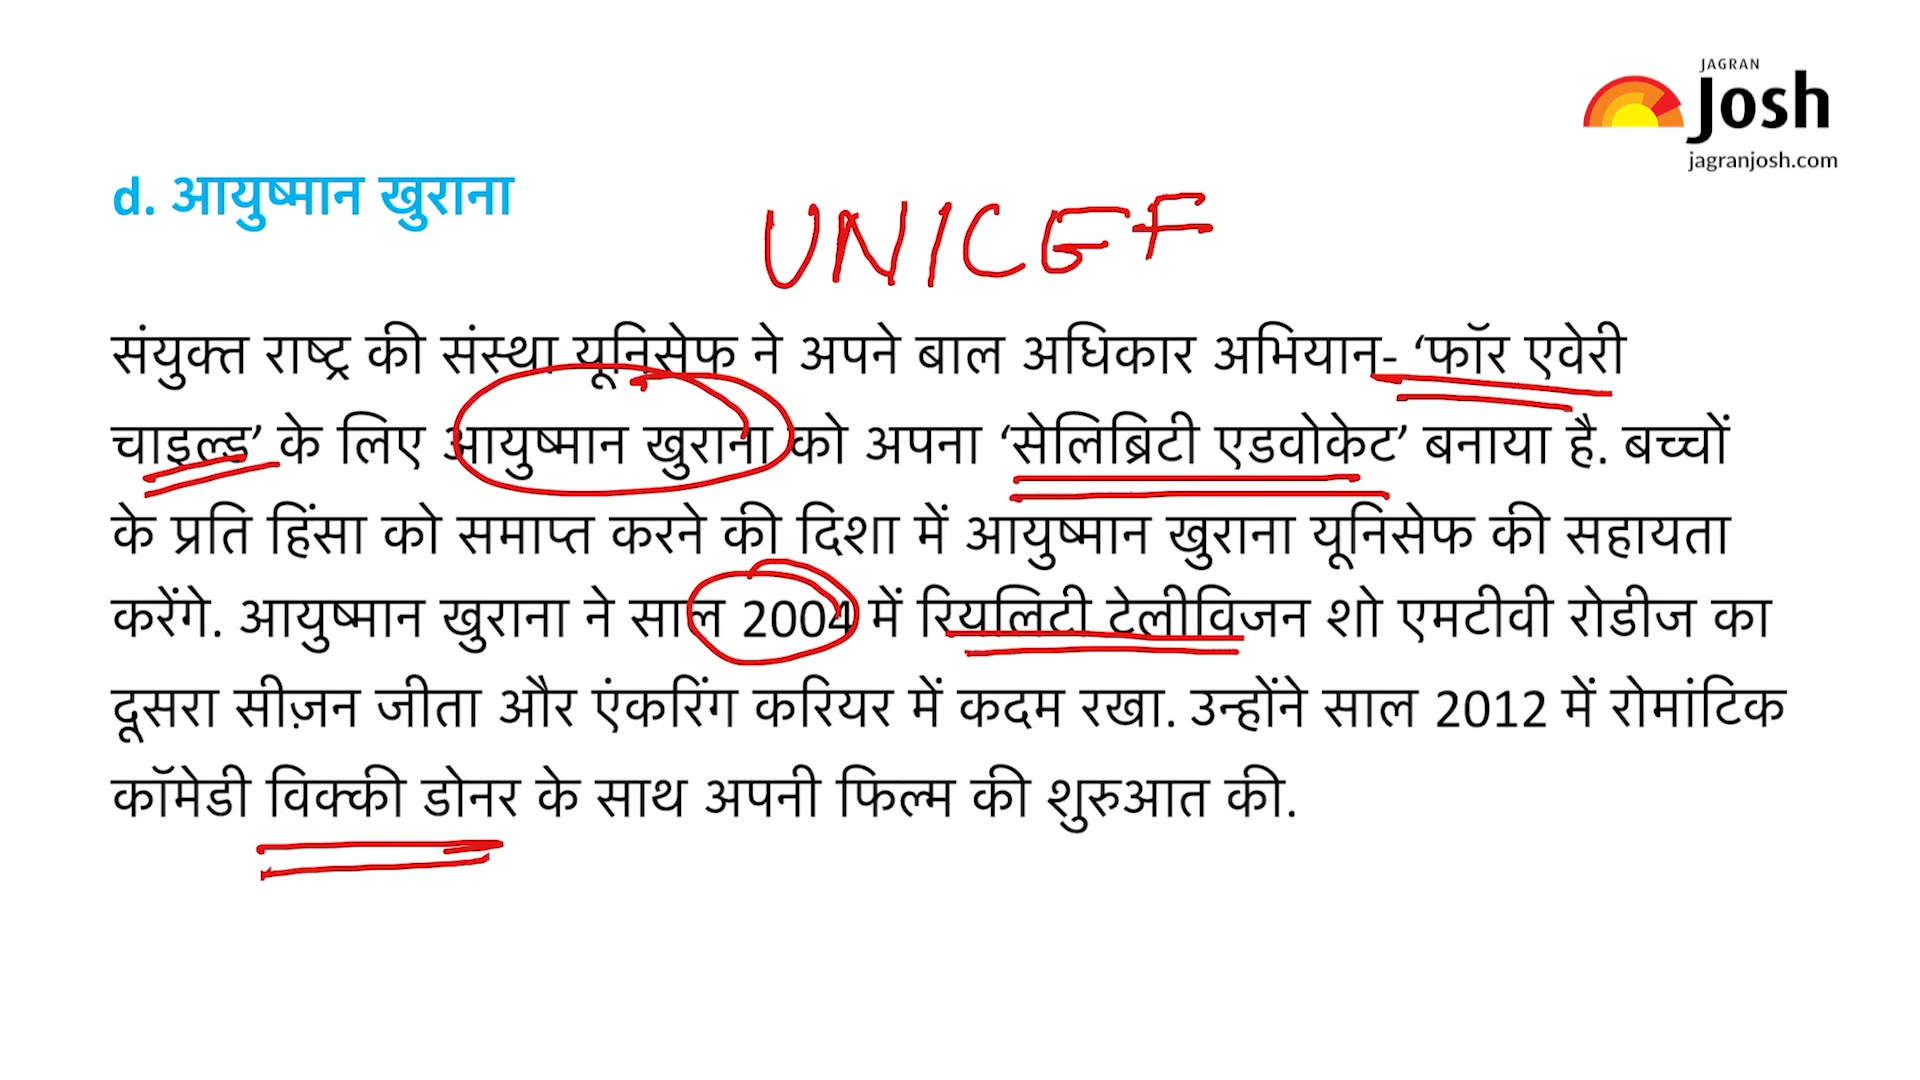 JAGRAN
Josh
jagranjosh.com
d. आयुष्मान खुराना
UNICEF
संयुक्त राष्ट्र की संस्था यूनिसेफ ने अपने बाल अधिकार अभियान- ‘फॉर एवेरी
चाइल्ड’ के लिए आयुष्मान खुराना को अपना ‘सेलिब्रिटी एडवोकेट’ बनाया है. बच्चों
के प्रति हिंसा को समाप्त करने की दिशा में आयुष्मान खुराना यूनिसेफ की सहायता
करेंगे. आयुष्मान खुराना ने साल 2004 में रियलिटी टेलीविजन शो एमटीवी रोडीज का
दूसरा सीज़न जीता और एंकरिंग करियर में कदम रखा. उन्होंने साल 2012 में रोमांटिक
कॉमेडी विक्की डोनर के साथ अपनी फिल्म की शुरुआत की.